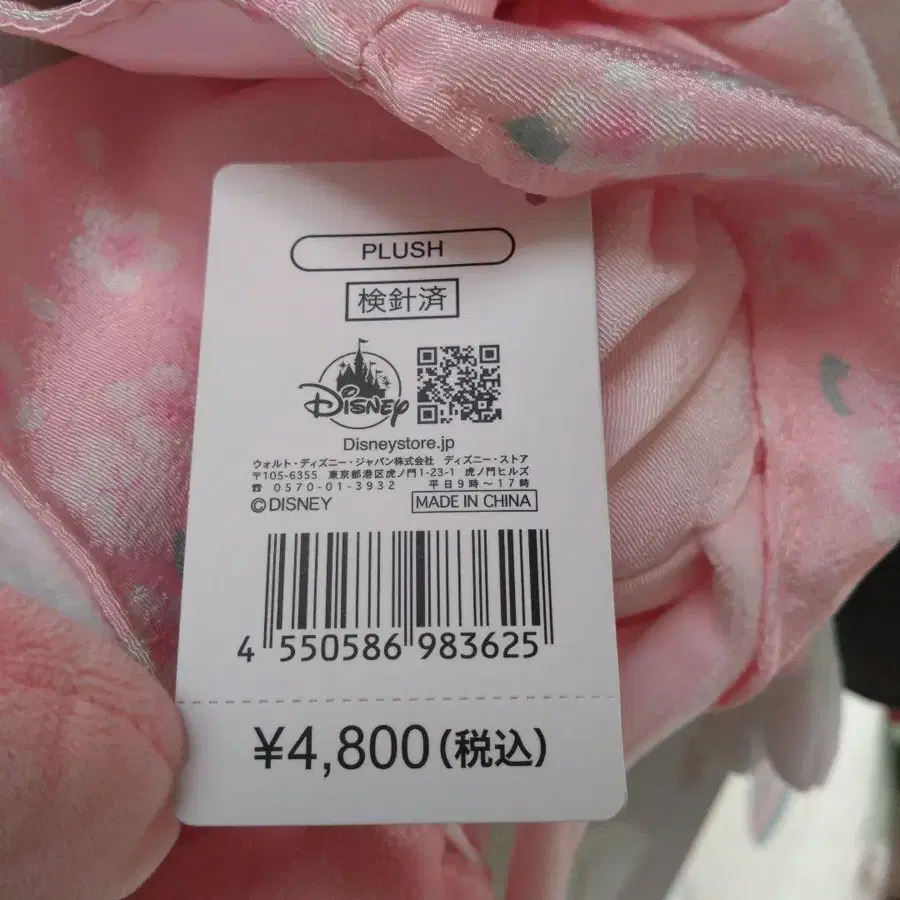 PLUSH
検針済
Disney
Disneystore.jp
ウォルト・ディズニー・ジャパン株式会社 ディズニー・ストア
〒105-6355 東京都港区虎ノ門1-23-1 虎ノ門ヒルズ
☎ 0570-01-3932 平日9時〜17時
©DISNEY MADE IN CHINA
4 550586 983625
¥4,800(税込)